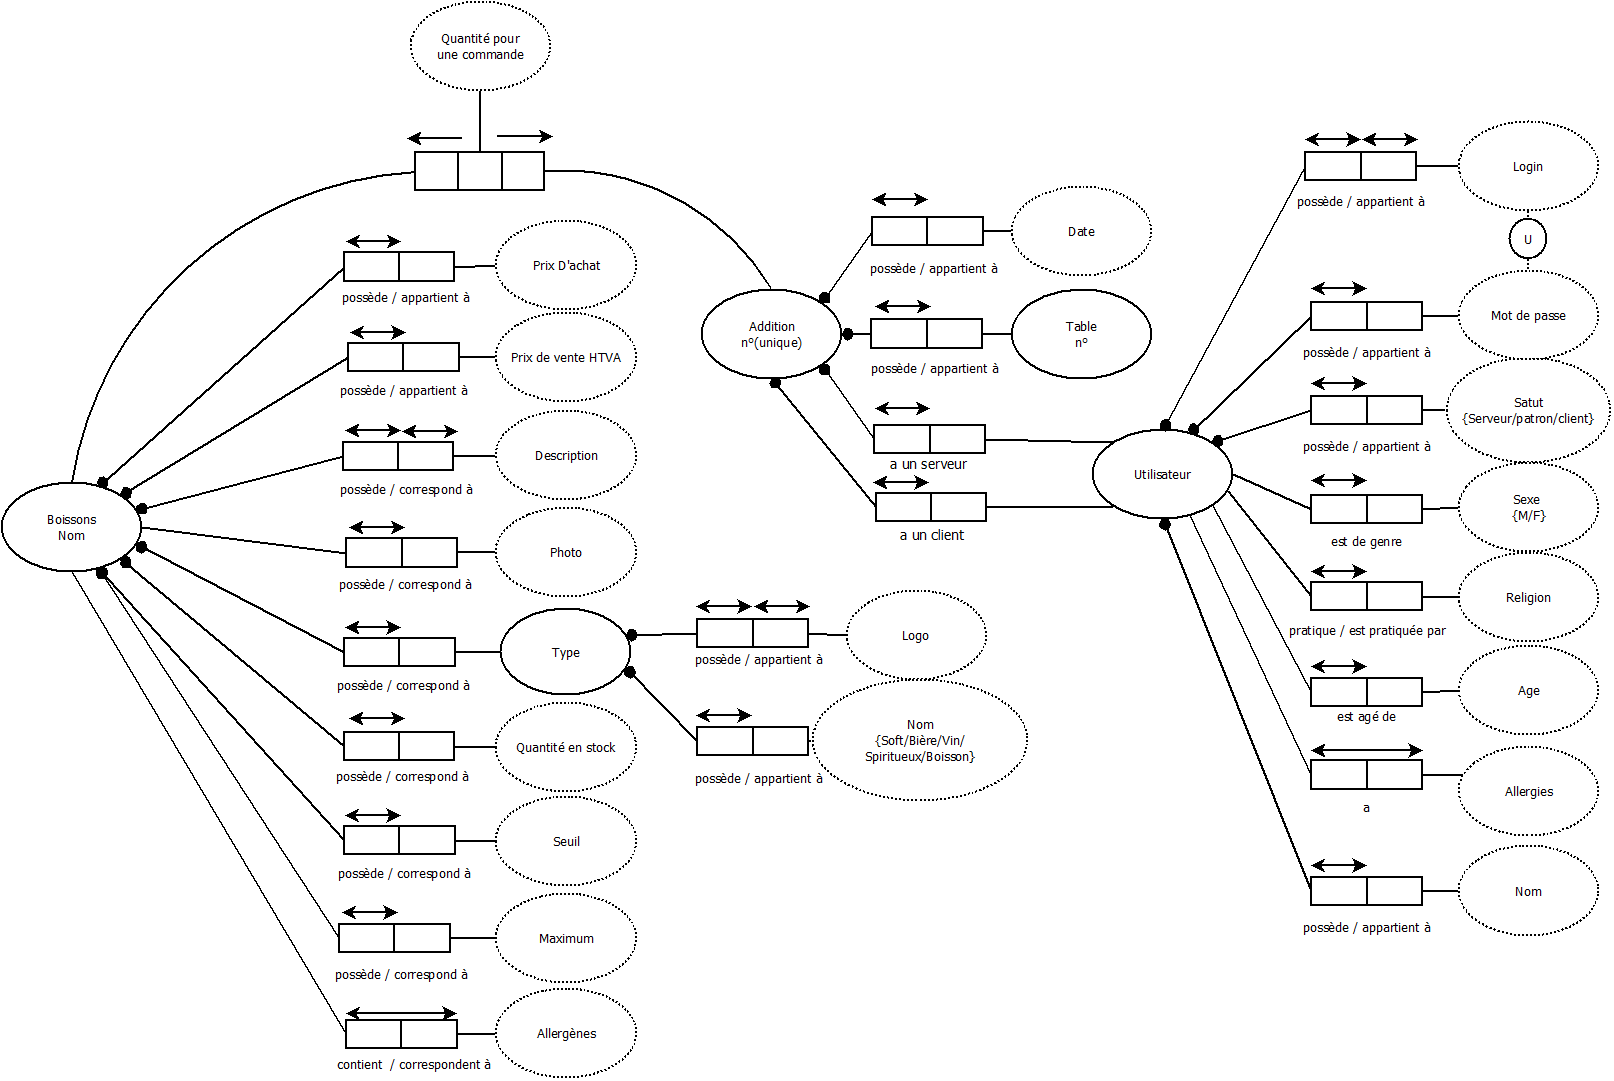 Quantité pour
une commande
Prix D'achat
possède / appartient à
Prix de vente HTVA
possède / appartient à
Description
possède / correspond à
Boissons
Nom
Photo
possède / correspond à
Type
possède / correspond à
Quantité en stock
possède / correspond à
Seuil
possède / correspond à
Maximum
possède / correspond à
Allergènes
contient / correspondent à
Logo
possède / appartient à
Nom
{Soft/Bière/Vin/
Spiritueux/Boisson}
possède / appartient à
Addition
n°(unique)
Date
possède / appartient à
Table
n°
possède / appartient à
a un serveur
a un client
Utilisateur
Login
possède / appartient à
U
Mot de passe
possède / appartient à
Satut
{Serveur/patron/client}
possède / appartient à
Sexe
{M/F}
est de genre
Religion
pratique / est pratiquée par
Age
est agé de
Allergies
a
Nom
possède / appartient à